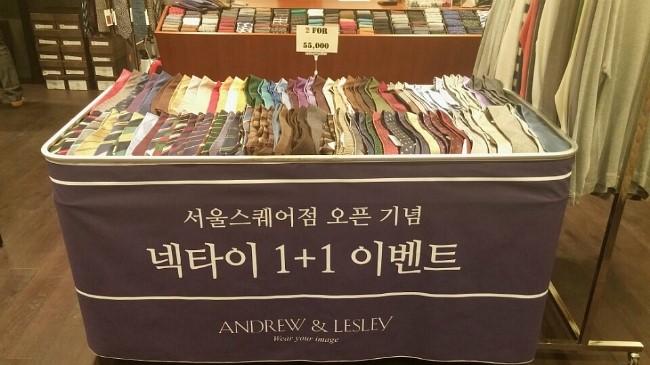 2 FOR
55,000
서울스퀘어점 오픈 기념
넥타이 1+1 이벤트
ANDREW & LESLEY
Wear your image